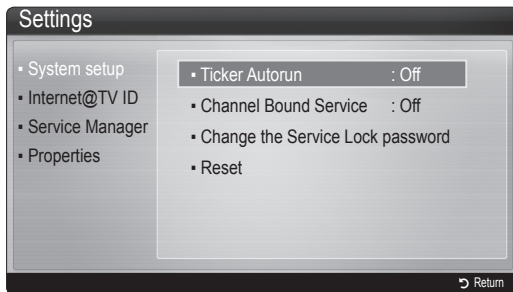 Settings
▪ System setup
▪ Internet@TV ID
▪ Service Manager
▪ Properties
▪ Ticker Autorun : Off
▪ Channel Bound Service : Off
▪ Change the Service Lock password
▪ Reset
Return